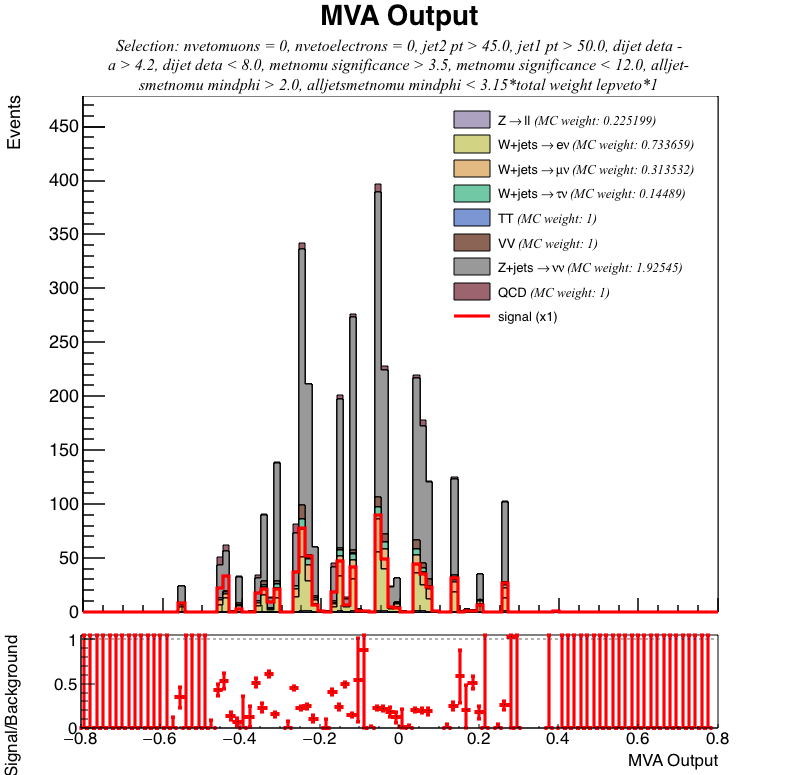 MVA Output
Selection: nvetomuons = 0, nvetoelectrons = 0, jet2 pt > 45.0, jet1 pt > 50.0, dijet deta -
a > 4.2, dijet deta < 8.0, metnomu significance > 3.5, metnomu significance < 12.0, alljet-
smetnomu mindphi > 2.0, alljetsmetnomu mindphi < 3.15*total weight lepveto*1
Events
450
400
350
300
250
200
150
100
50
0
Z→ll (MC weight: 0.225199)
W+jets→eν (MC weight: 0.733659)
W+jets→μν (MC weight: 0.313532)
W+jets→τν (MC weight: 0.14489)
TT (MC weight: 1)
VV (MC weight: 1)
Z+jets→νν (MC weight: 1.92545)
QCD (MC weight: 1)
signal (x1)
Signal/Background
1
0.5
0
−0.8 −0.6 −0.4 −0.2 0 0.2 0.4 0.6 0.8
MVA Output